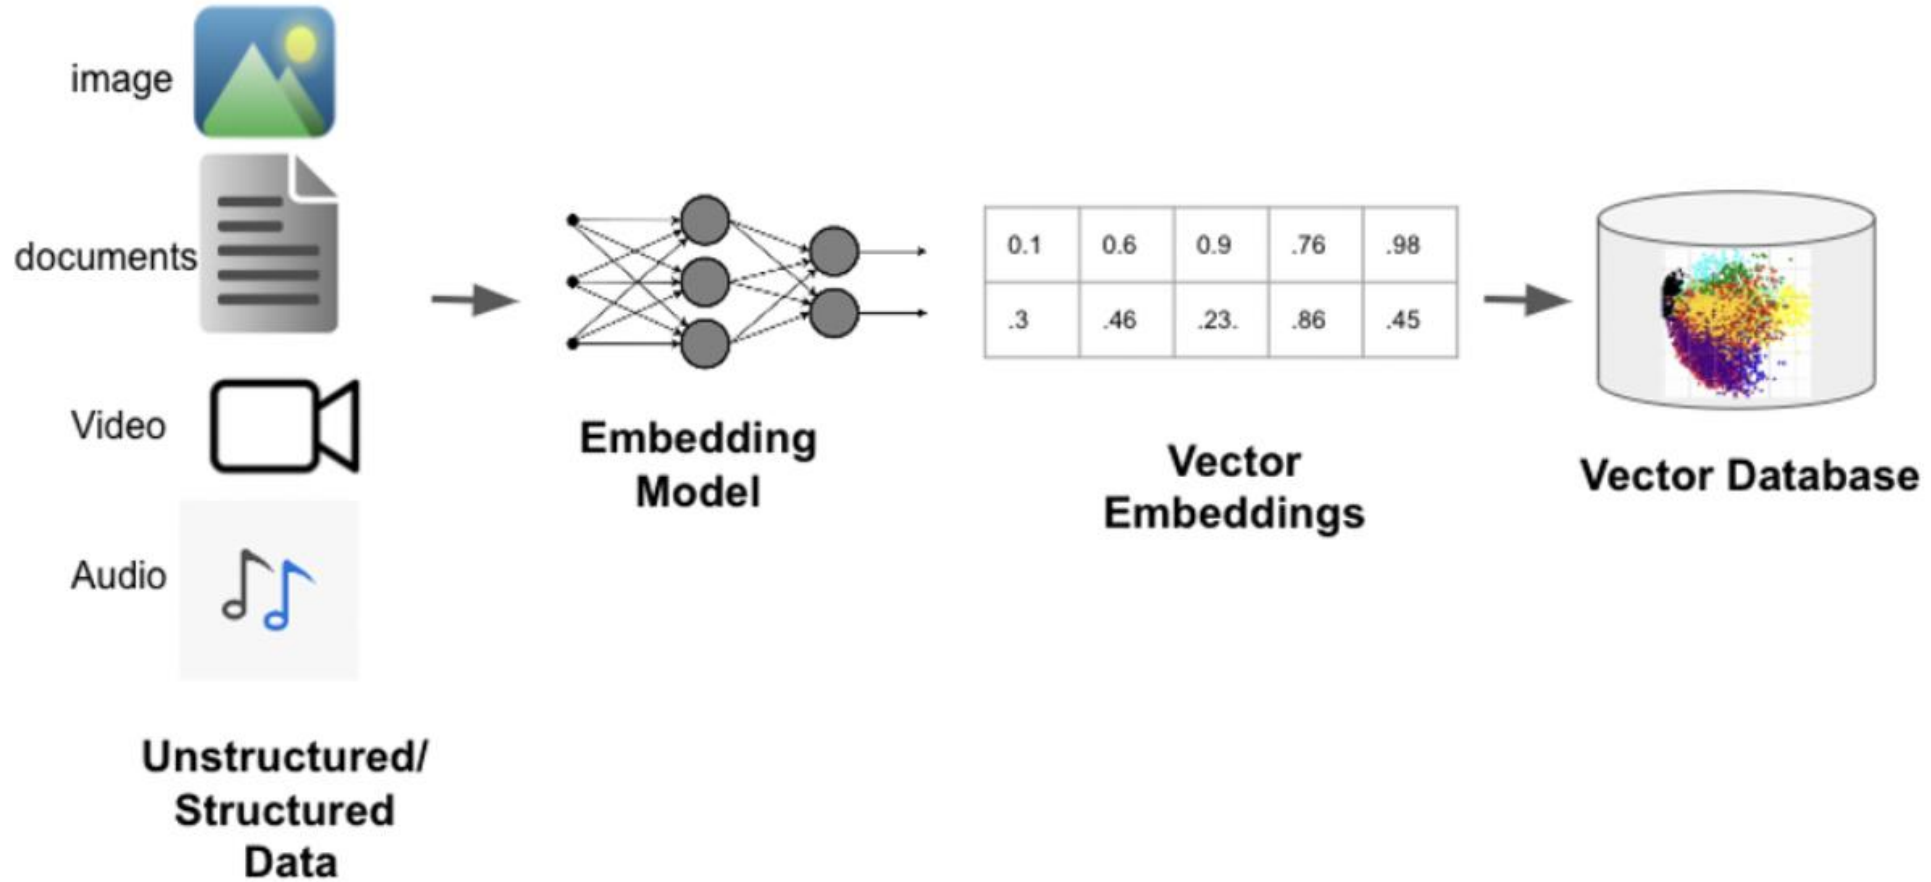 image
documents
Video
Audio
Unstructured/
Structured
Data
Embedding
Model
0.1 0.6 0.9 .76 .98
.3 .46 .23. .86 .45
Vector
Embeddings
Vector Database